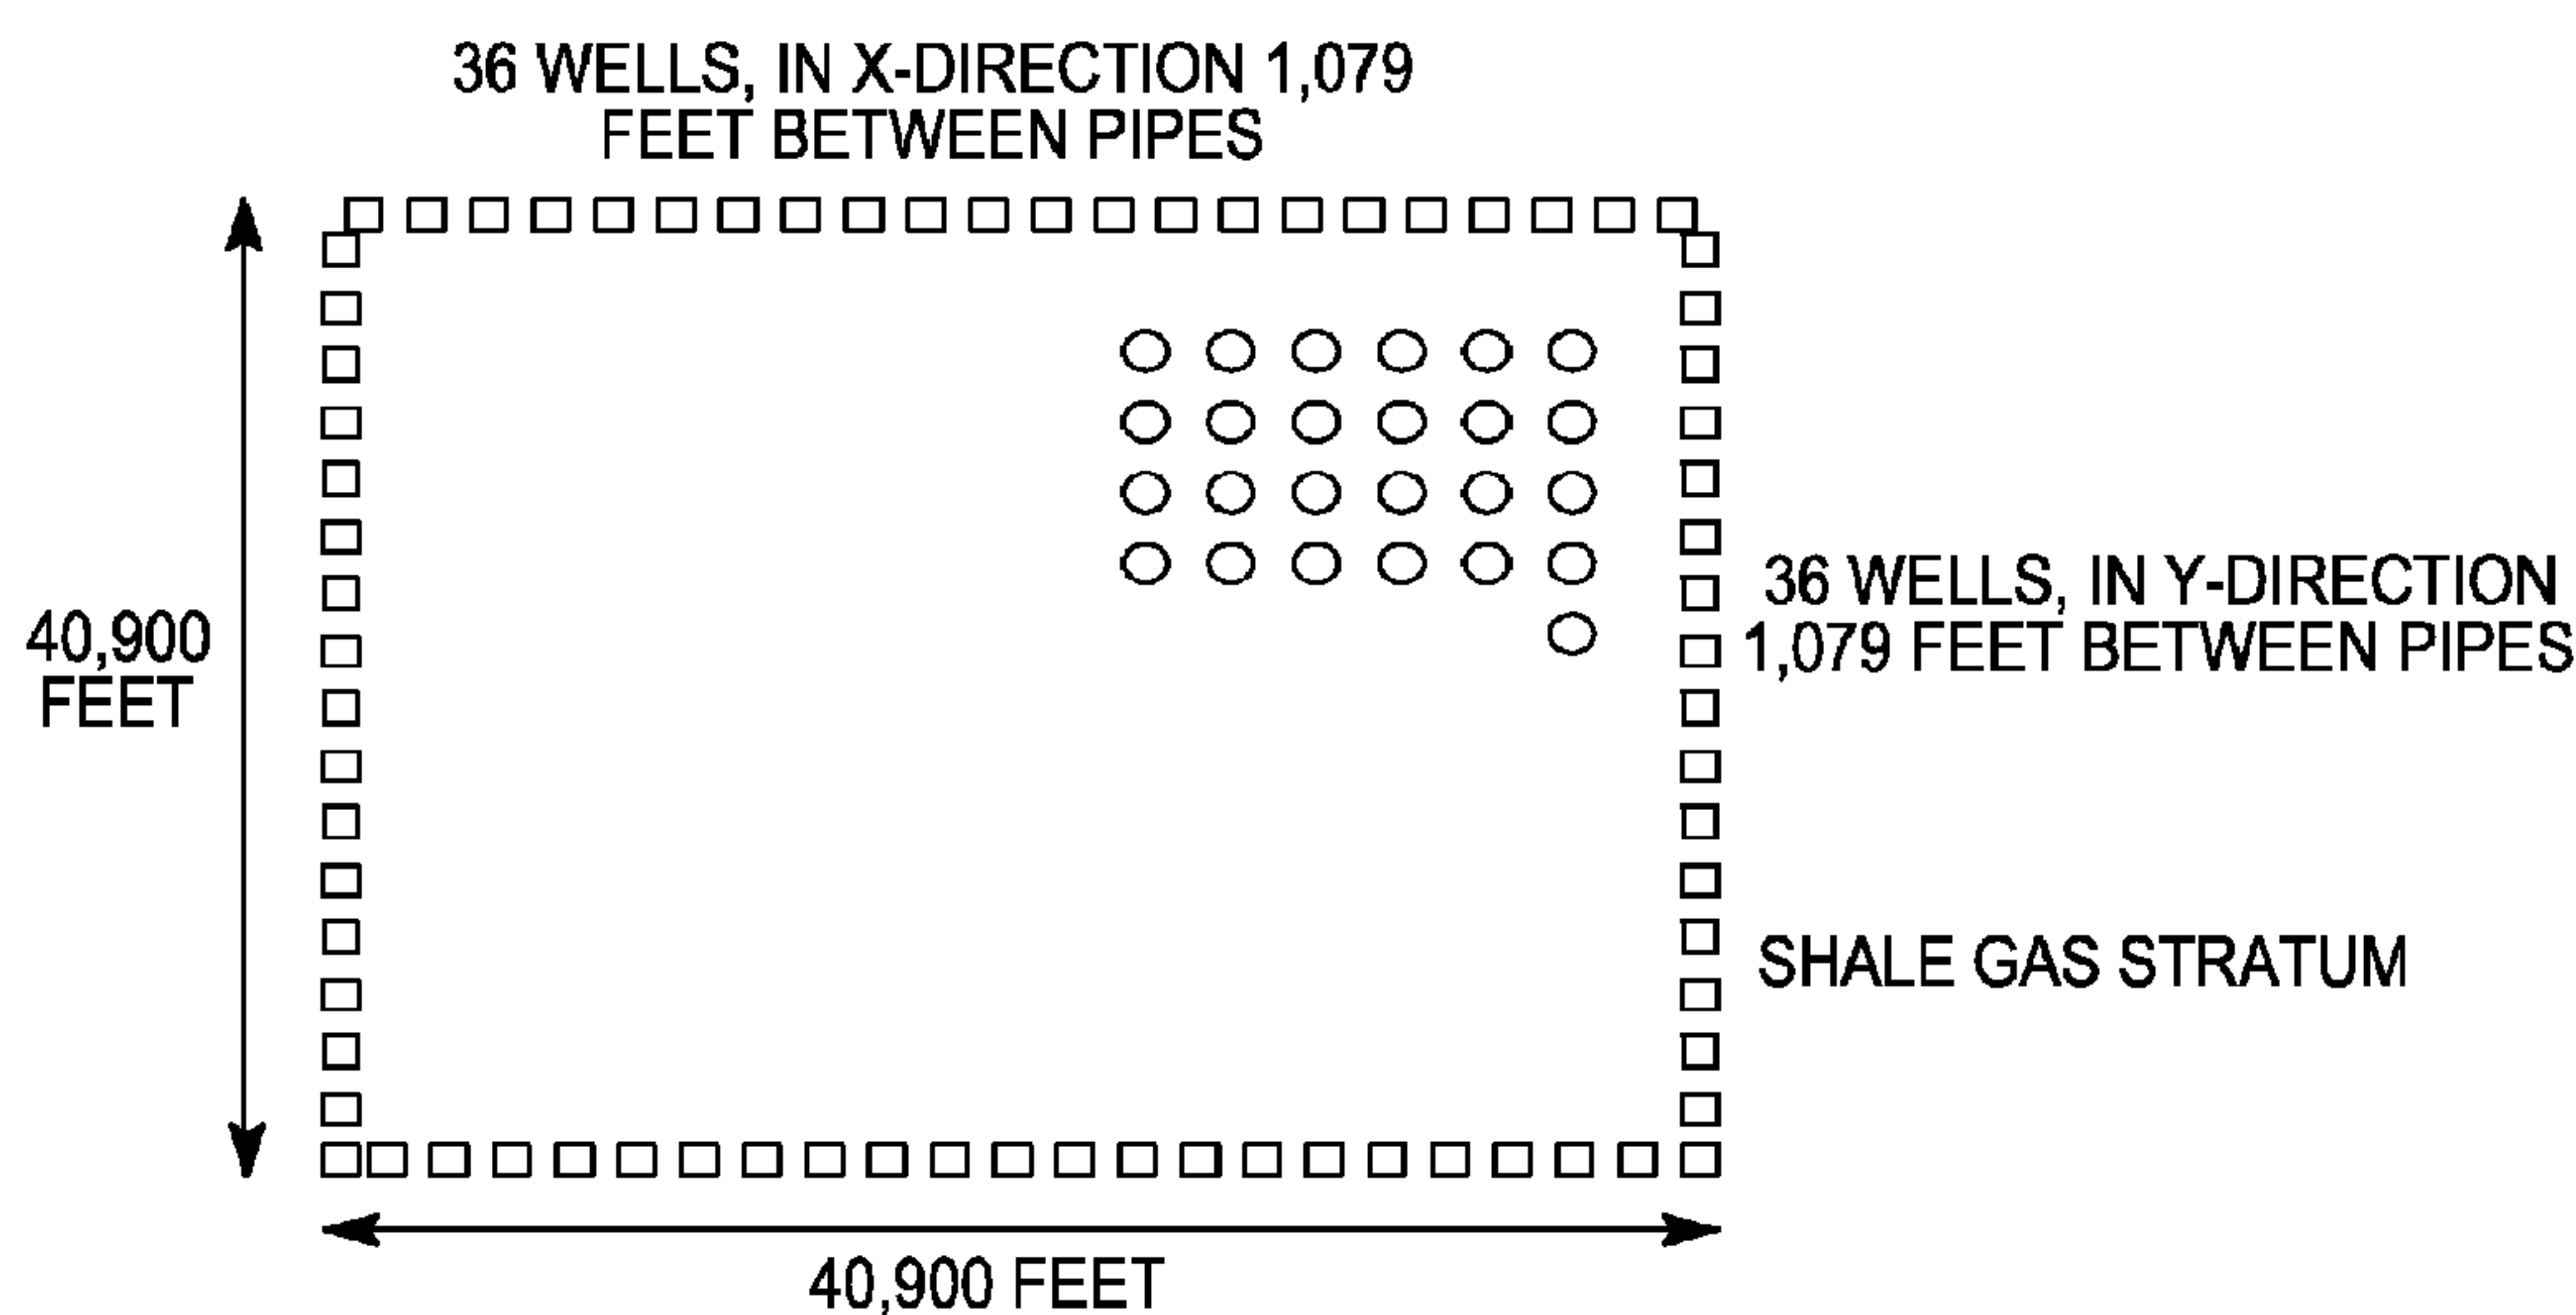 36 WELLS, IN X-DIRECTION 1,079
FEET BETWEEN PIPES
40,900
FEET
36 WELLS, IN Y-DIRECTION
1,079 FEET BETWEEN PIPES
SHALE GAS STRATUM
40,900 FEET